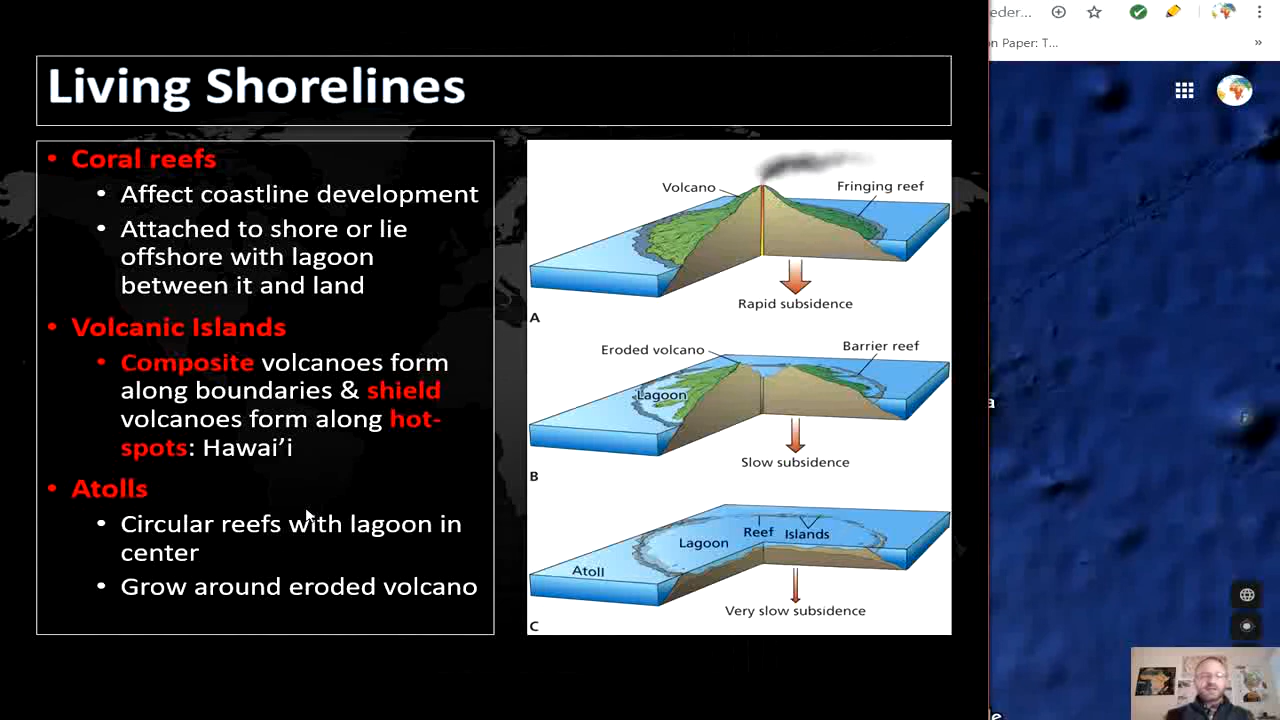 Living Shorelines
• Coral reefs
• Affect coastline development
• Attached to shore or lie
offshore with lagoon
between it and land
• Volcanic Islands
• Composite volcanoes form
along boundaries & shield
volcanoes form along hot-
spots: Hawai’i
• Atolls
• Circular reefs with lagoon in
center
• Grow around eroded volcano
Volcano
Fringing reef
Rapid subsidence
A
Eroded volcano
Barrier reef
Lagoon
Slow subsidence
B
Reef
Islands
Lagoon
Atoll
Very slow subsidence
C
eder...
n Paper: T...
»
a
F
le